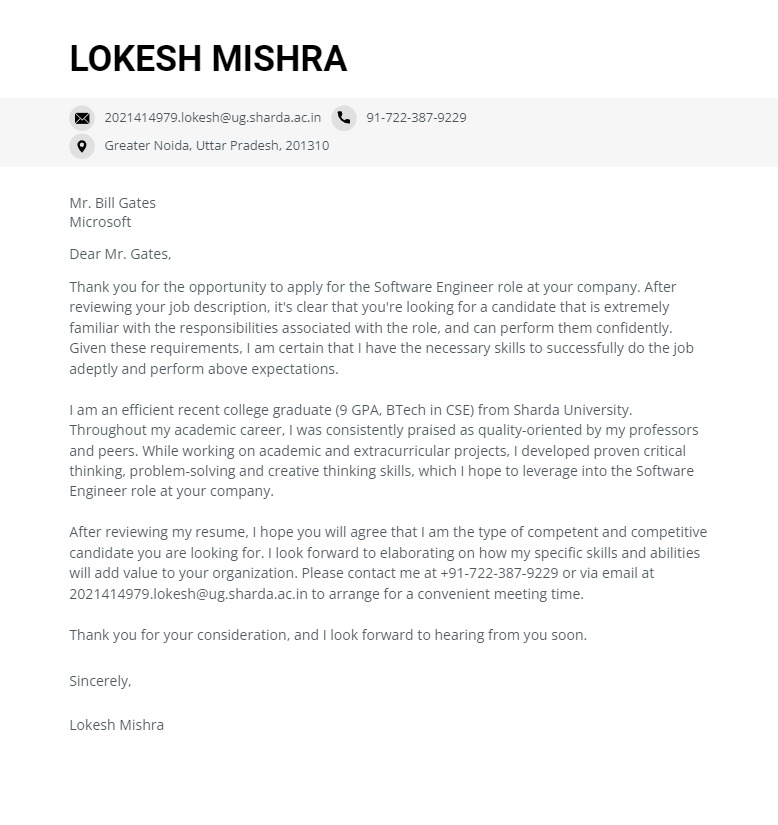 LOKESH MISHRA
2021414979.lokesh@ug.sharda.ac.in 91-722-387-9229
Greater Noida, Uttar Pradesh, 201310
Mr. Bill Gates
Microsoft
Dear Mr. Gates,
Thank you for the opportunity to apply for the Software Engineer role at your company. After
reviewing your job description, it's clear that you're looking for a candidate that is extremely
familiar with the responsibilities associated with the role, and can perform them confidently.
Given these requirements, I am certain that I have the necessary skills to successfully do the job
adeptly and perform above expectations.
I am an efficient recent college graduate (9 GPA, BTech in CSE) from Sharda University.
Throughout my academic career, I was consistently praised as quality-oriented by my professors
and peers. While working on academic and extracurricular projects, I developed proven critical
thinking, problem-solving and creative thinking skills, which I hope to leverage into the Software
Engineer role at your company.
After reviewing my resume, I hope you will agree that I am the type of competent and competitive
candidate you are looking for. I look forward to elaborating on how my specific skills and abilities
will add value to your organization. Please contact me at +91-722-387-9229 or via email at
2021414979.lokesh@ug.sharda.ac.in to arrange for a convenient meeting time.
Thank you for your consideration, and I look forward to hearing from you soon.
Sincerely,
Lokesh Mishra